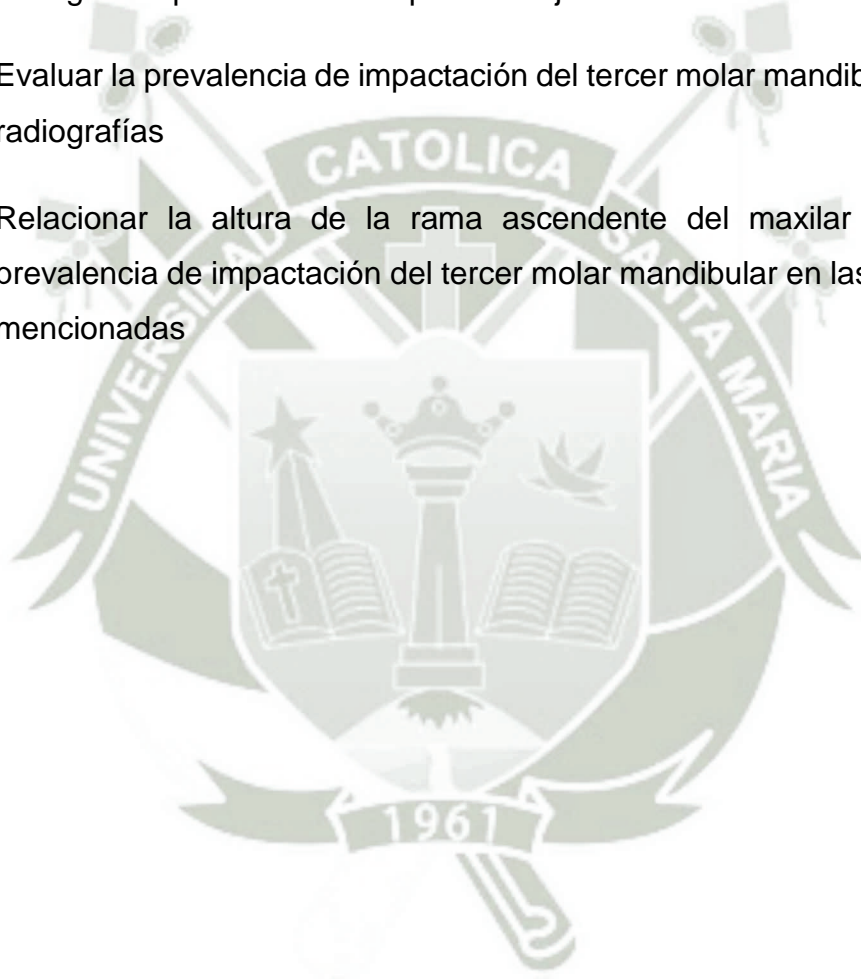 Evaluar la prevalencia de impactación del tercer molar
radiografías
Relacionar la altura de la rama ascendente del maxilar
prevalencia de impactación del tercer molar mandibular en las
mencionadas
UNIVERSIDAD CATOLICA SANTA MARIA
1961